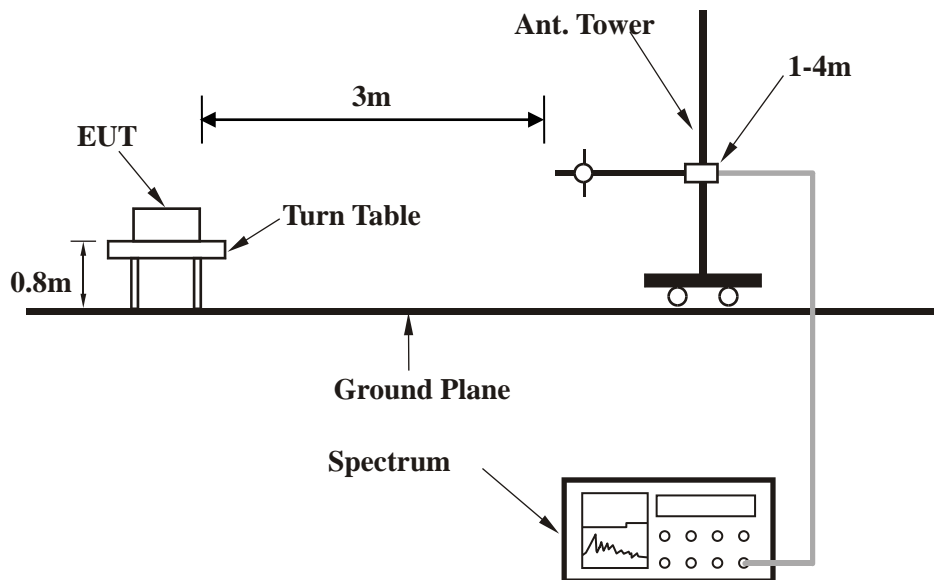 Ant. Tower
1-4m
3m
EUT
Turn Table
0.8m
Ground Plane
Spectrum